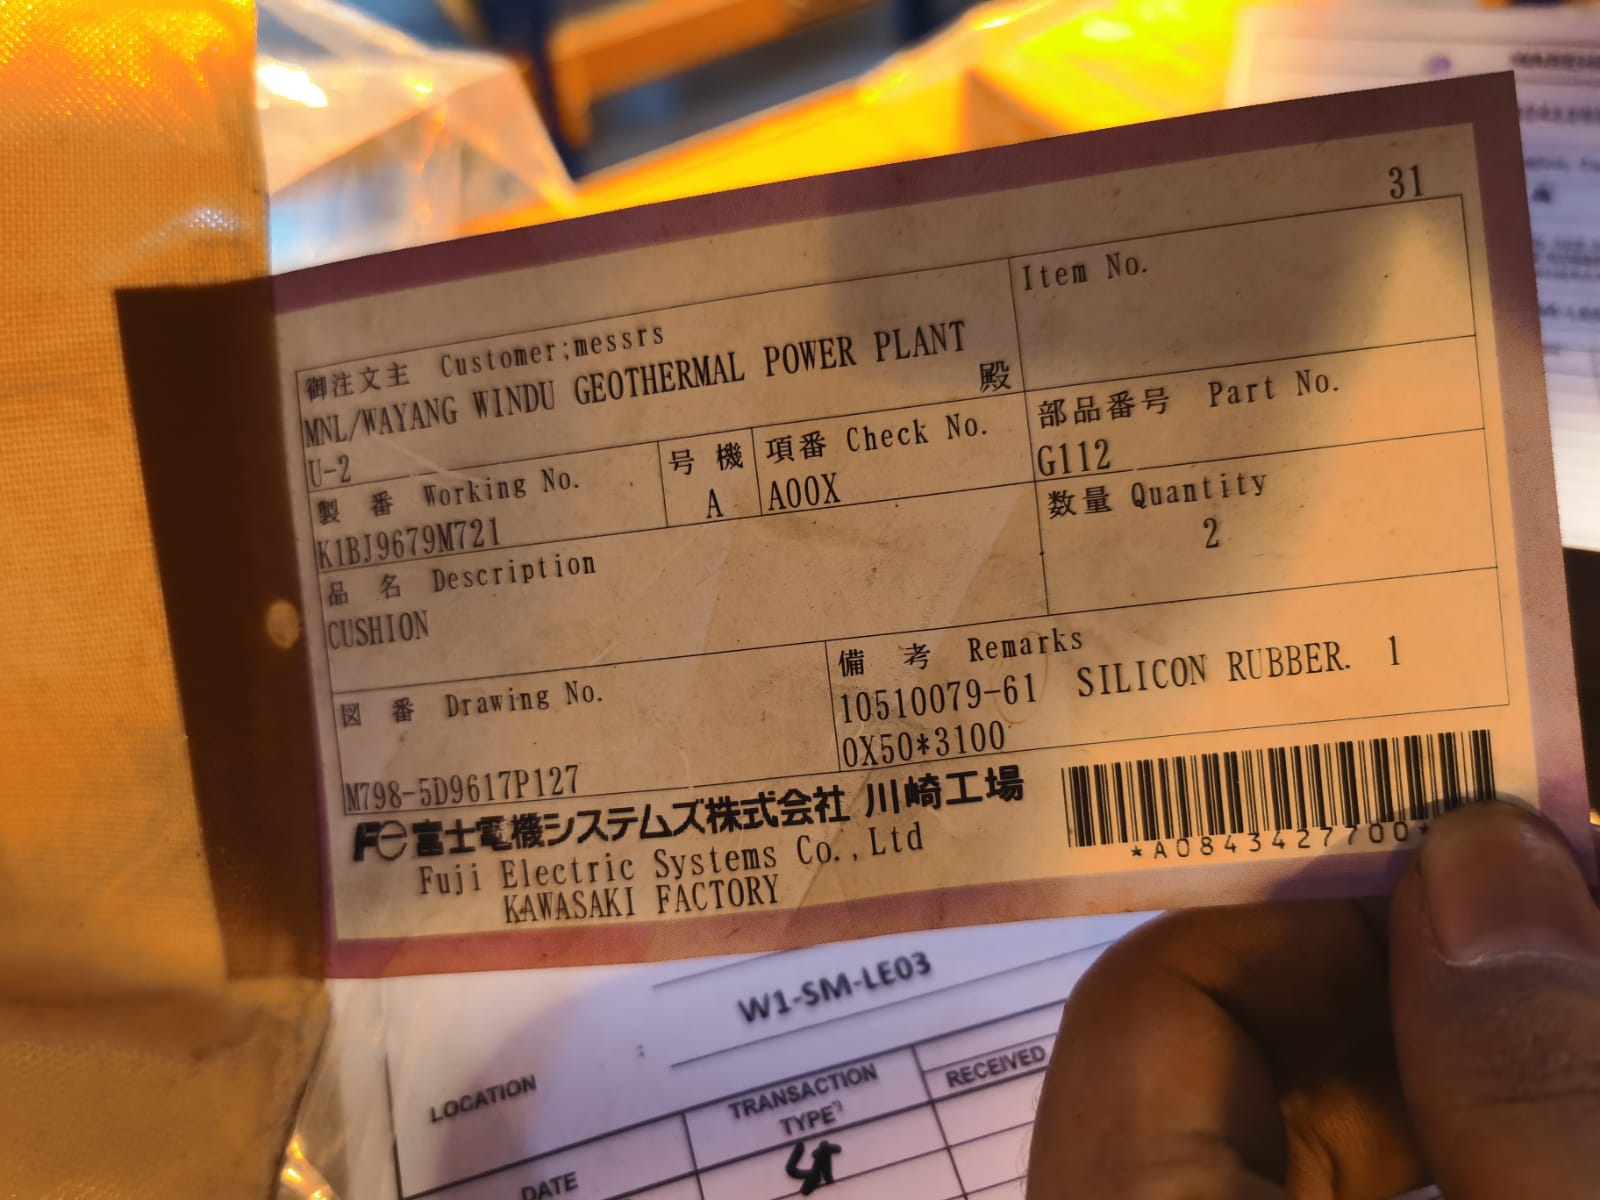 31
御注文主 Customer;messrs
MNL/WAYANG WINDU GEOTHERMAL POWER PLANT
U-2
殿
Item No.
製 番 Working No.
K1BJ9679M721
号 機
A
項番 Check No.
A00X
部品番号 Part No.
G112
品 名 Description
CUSHION
数量 Quantity
2
図 番 Drawing No.
M798-5D9617P127
備 考 Remarks
10510079-61 SILICON RUBBER. 1
0X50*3100
Fe 富士電機システムズ株式会社 川崎工場
Fuji Electric Systems Co.,Ltd
KAWASAKI FACTORY
*A0843427700*
W1-SM-LE03
LOCATION :
DATE
TRANSACTION
TYPE*)
RECEIVED